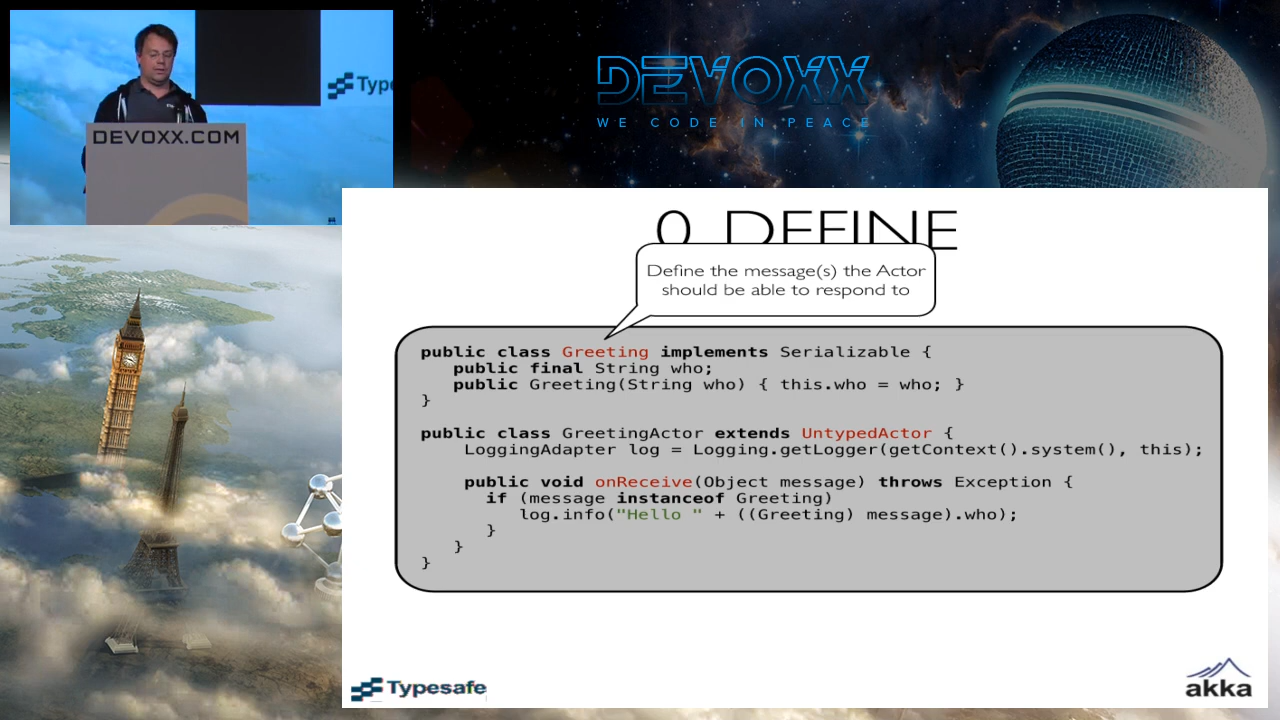 Typ
DEVOXX.COM
DEVOXX
WE CODE IN PEACE
0. DEFINE
Define the message(s) the Actor
should be able to respond to
public class Greeting implements Serializable {
public final String who;
public Greeting(String who) { this.who = who; }
}
public class GreetingActor extends UntypedActor {
LoggingAdapter log = Logging.getLogger(getContext().system(), this);
public void onReceive(Object message) throws Exception {
if (message instanceof Greeting)
log.info("Hello " + ((Greeting) message).who);
}
}
}
Typesafe
akka